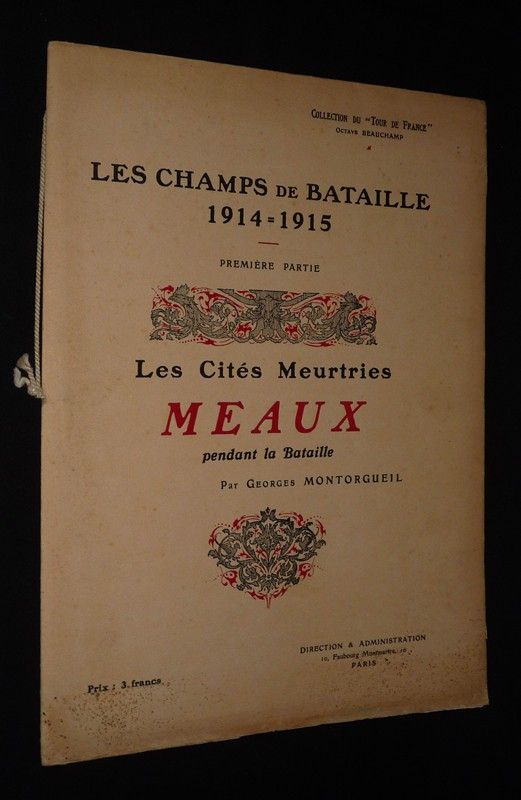 COLLECTION DU "TOUR DE FRANCE"
OCTAVE BEAUCHAMP
LES CHAMPS DE BATAILLE
1914=1915
PREMIÈRE PARTIE
Les Cités Meurtries
MEAUX
pendant la Bataille
Par GEORGES MONTORGUEIL
DIRECTION & ADMINISTRATION
10, Faubourg Montmartre, 10
PARIS
Prix : 3 francs